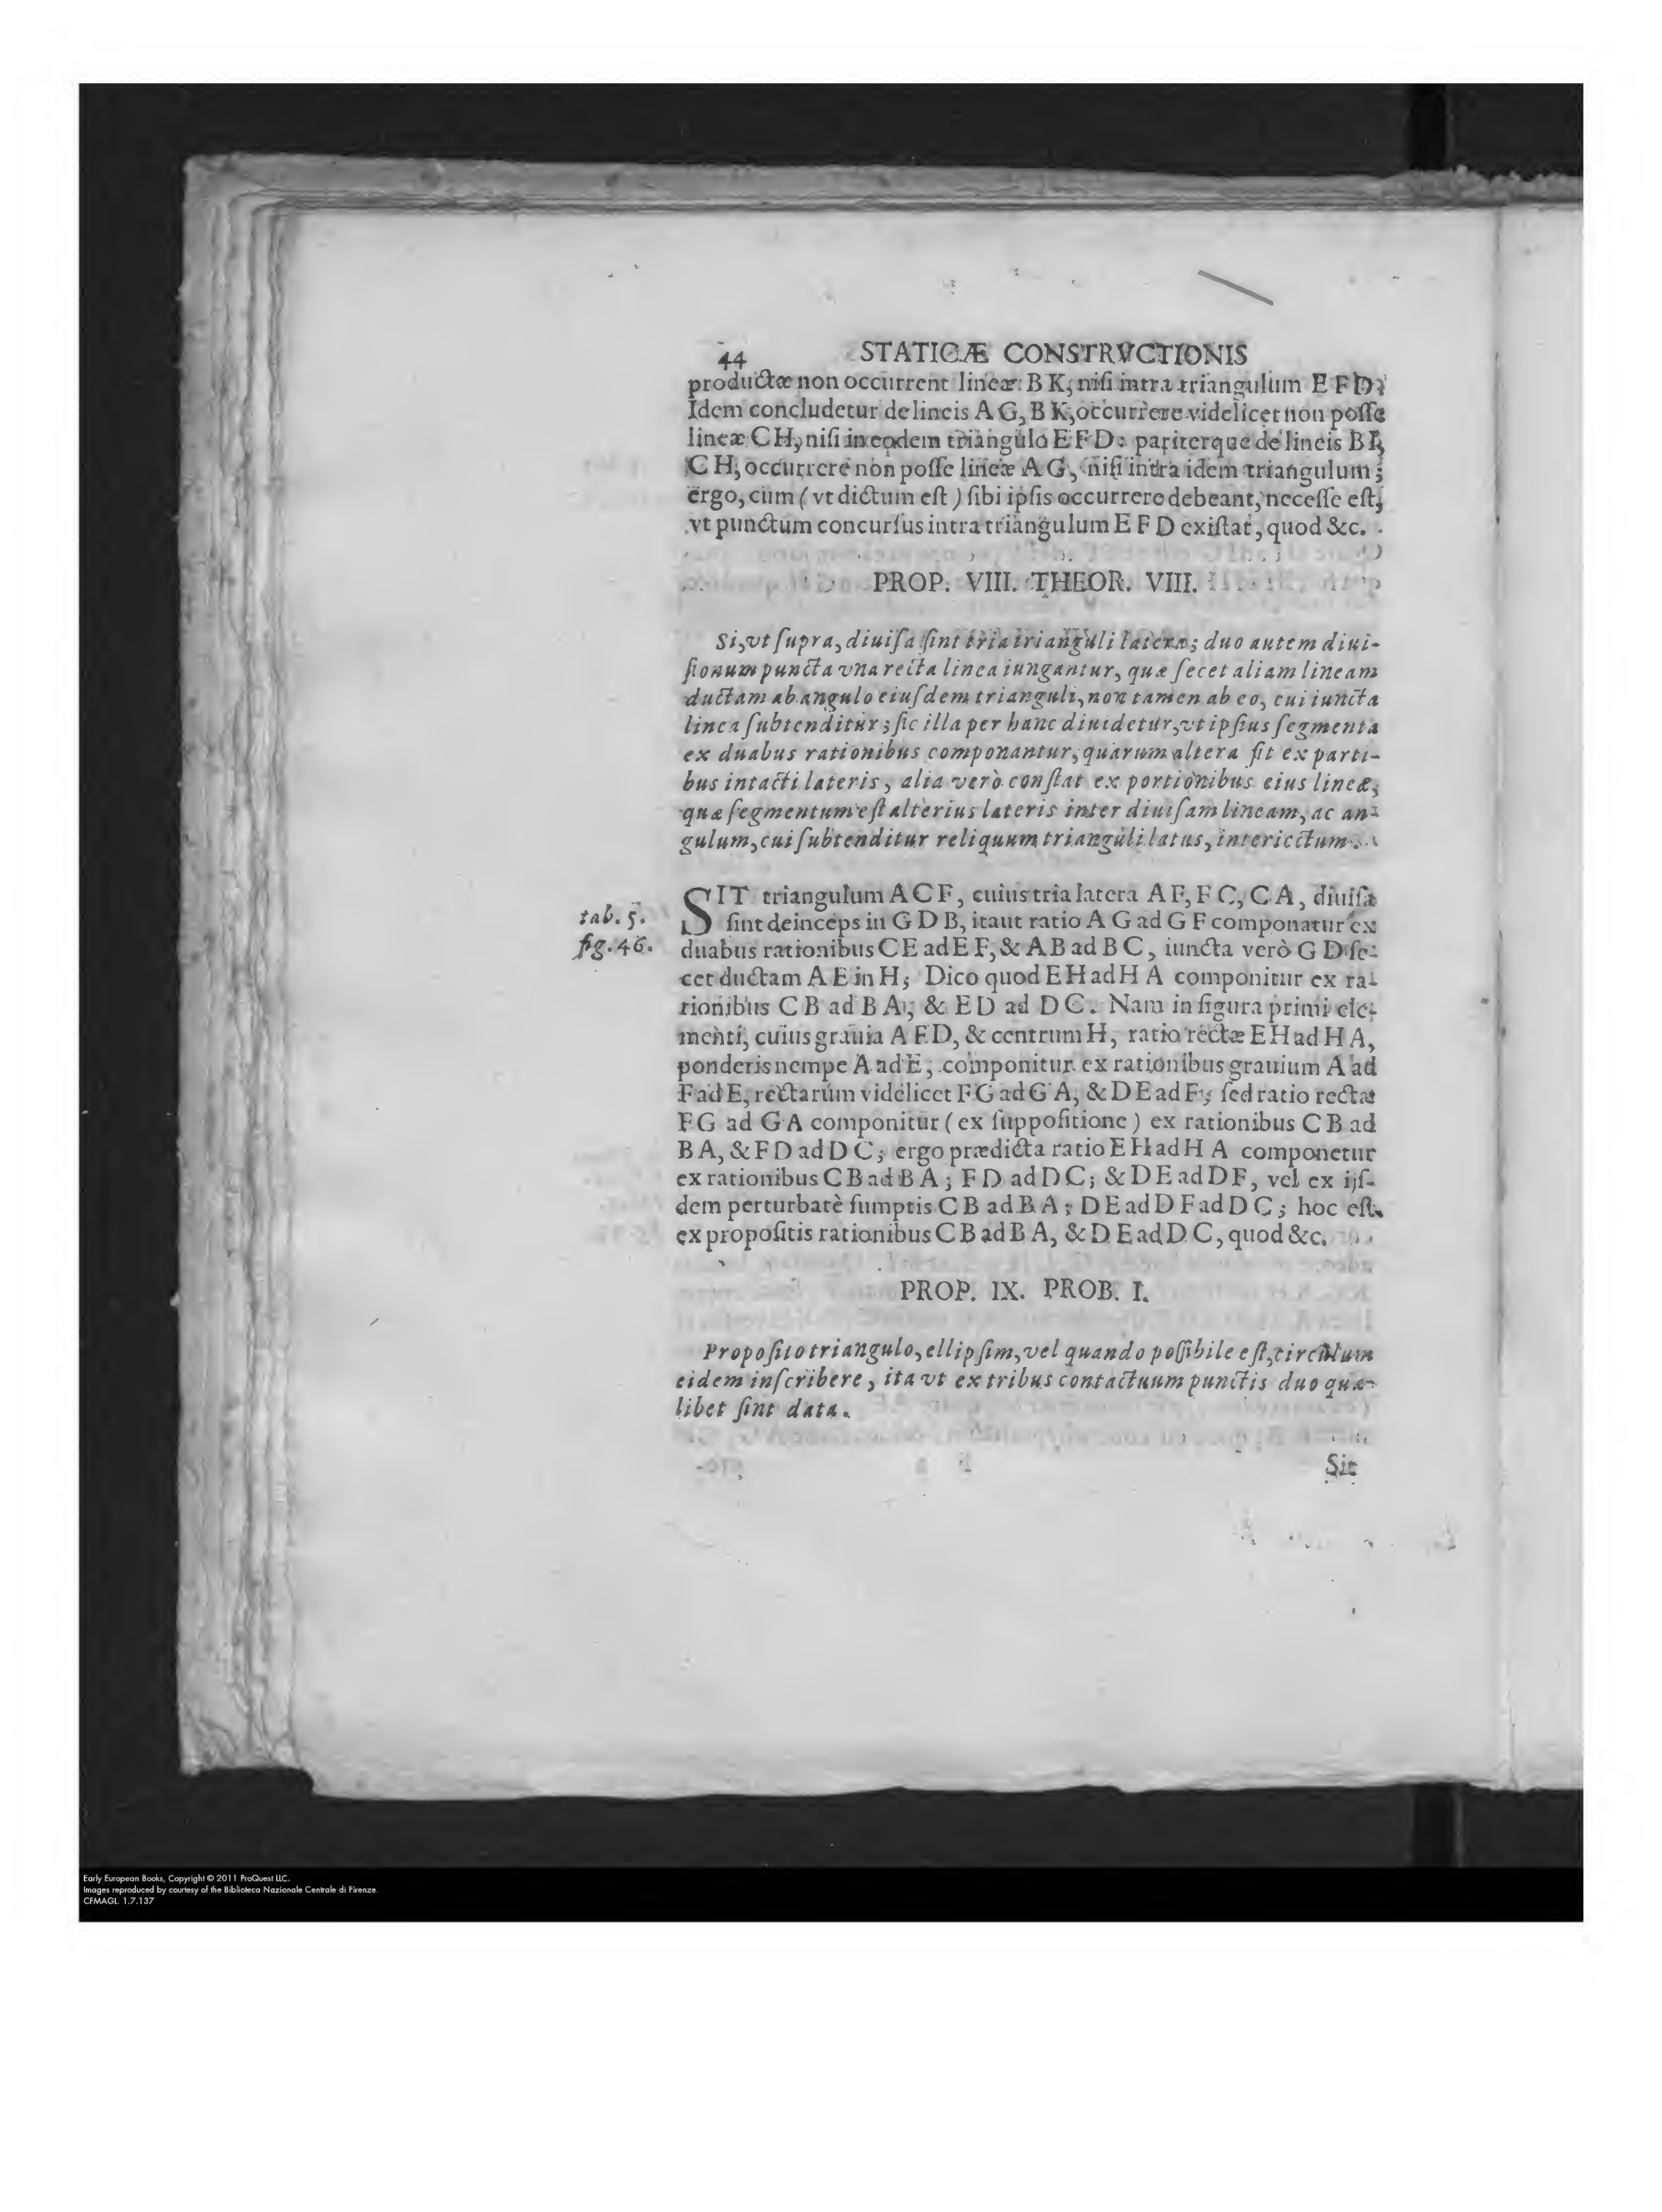 44 STATICÆ CONSTRVCTIONIS
productæ non occurrent lineæ B K, niſi intra triangulum E F D;
Idem concludetur de lineis A G, B K, occurrere videlicet non poſſe
lineæ C H, niſi in eodem triangulo E F D: pariterque de lineis B K,
C H, occurrere non poſſe lineæ A G, niſi intra idem triangulum;
ergo, cùm (vt dictum eſt) ſibi ipſis occurrere debeant, neceſſe eſt,
vt punctum concurſus intra triangulum E F D exiſtat, quod &c.
PROP. VIII. THEOR. VIII.
Si, vt ſupra, diuiſa ſint tria trianguli latera; duo autem diui-
ſionum puncta vna recta linea iungantur, quæ ſecet aliam lineam
ductam ab angulo eiuſdem trianguli, non tamen ab eo, cui iuncta
linea ſubtenditur; ſic illa per hanc diuidetur, vt ipſius ſegmenta
ex duabus rationibus componantur, quarum altera fit ex parti-
bus intacti lateris, alia verò conſtat ex portionibus eius lineæ,
quæ ſegmentum eſt alterius lateris inter diuiſam lineam, ac an-
gulum, cui ſubtenditur reliquum trianguli latus, interiectum.
SIT triangulum A C F, cuius tria latera A F, F C, C A, diuiſa
tab. 5. ſint deinceps in G D B, itaut ratio A G ad G F componatur ex
fig. 46. duabus rationibus C E ad E F, & A B ad B C, iuncta verò G D ſe-
cet ductam A E in H; Dico quod E H ad H A componitur ex ra-
tionibus C B ad B A, & E D ad D C. Nam in figura primi ele-
menti, cuius grauia A F D, & centrum H, ratio rectæ E H ad H A,
ponderis nempe A ad E, componitur ex rationibus grauium A ad
F ad E, rectarùm videlicet F G ad G A, & D E ad F; ſed ratio rectæ
F G ad G A componitur (ex ſuppoſitione) ex rationibus C B ad
B A, & F D ad D C; ergo prædicta ratio E H ad H A componetur
ex rationibus C B ad B A; F D ad D C; & D E ad D F, vel ex ijſ-
dem perturbatè ſumptis C B ad B A; D E ad D F ad D C; hoc eſt,
ex propoſitis rationibus C B ad B A, & D E ad D C, quod &c.
PROP. IX. PROB. I.
Propoſito triangulo, ellipſim, vel quando poſſibile eſt, circulum
eidem inſcribere, ita vt ex tribus contactuum punctis duo quæ-
libet ſint data.
Sit
Early European Books, Copyright © 2011 ProQuest LLC.
Images reproduced by courtesy of the Biblioteca Nazionale Centrale di Firenze.
CFMAGL 1.7.137